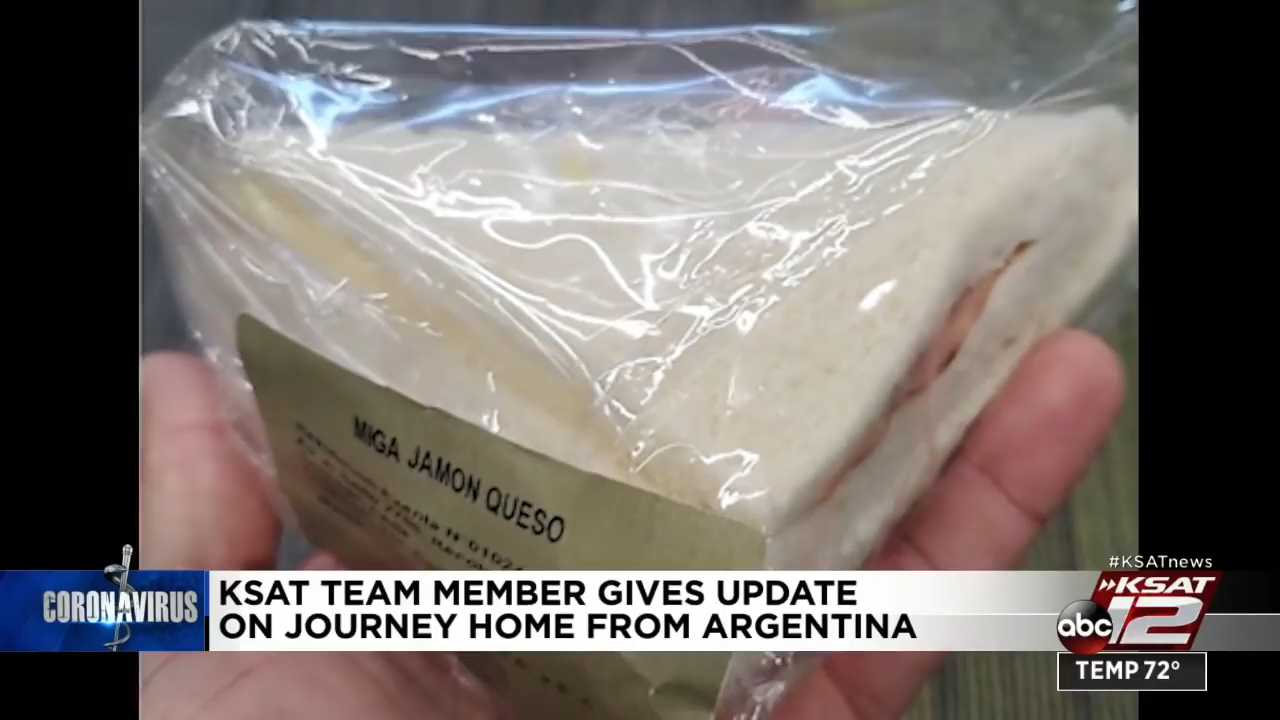 MIGA JAMON QUESO
#KSATnews
CORONAVIRUS
KSAT TEAM MEMBER GIVES UPDATE
ON JOURNEY HOME FROM ARGENTINA
KSAT
abc 12
TEMP 72°